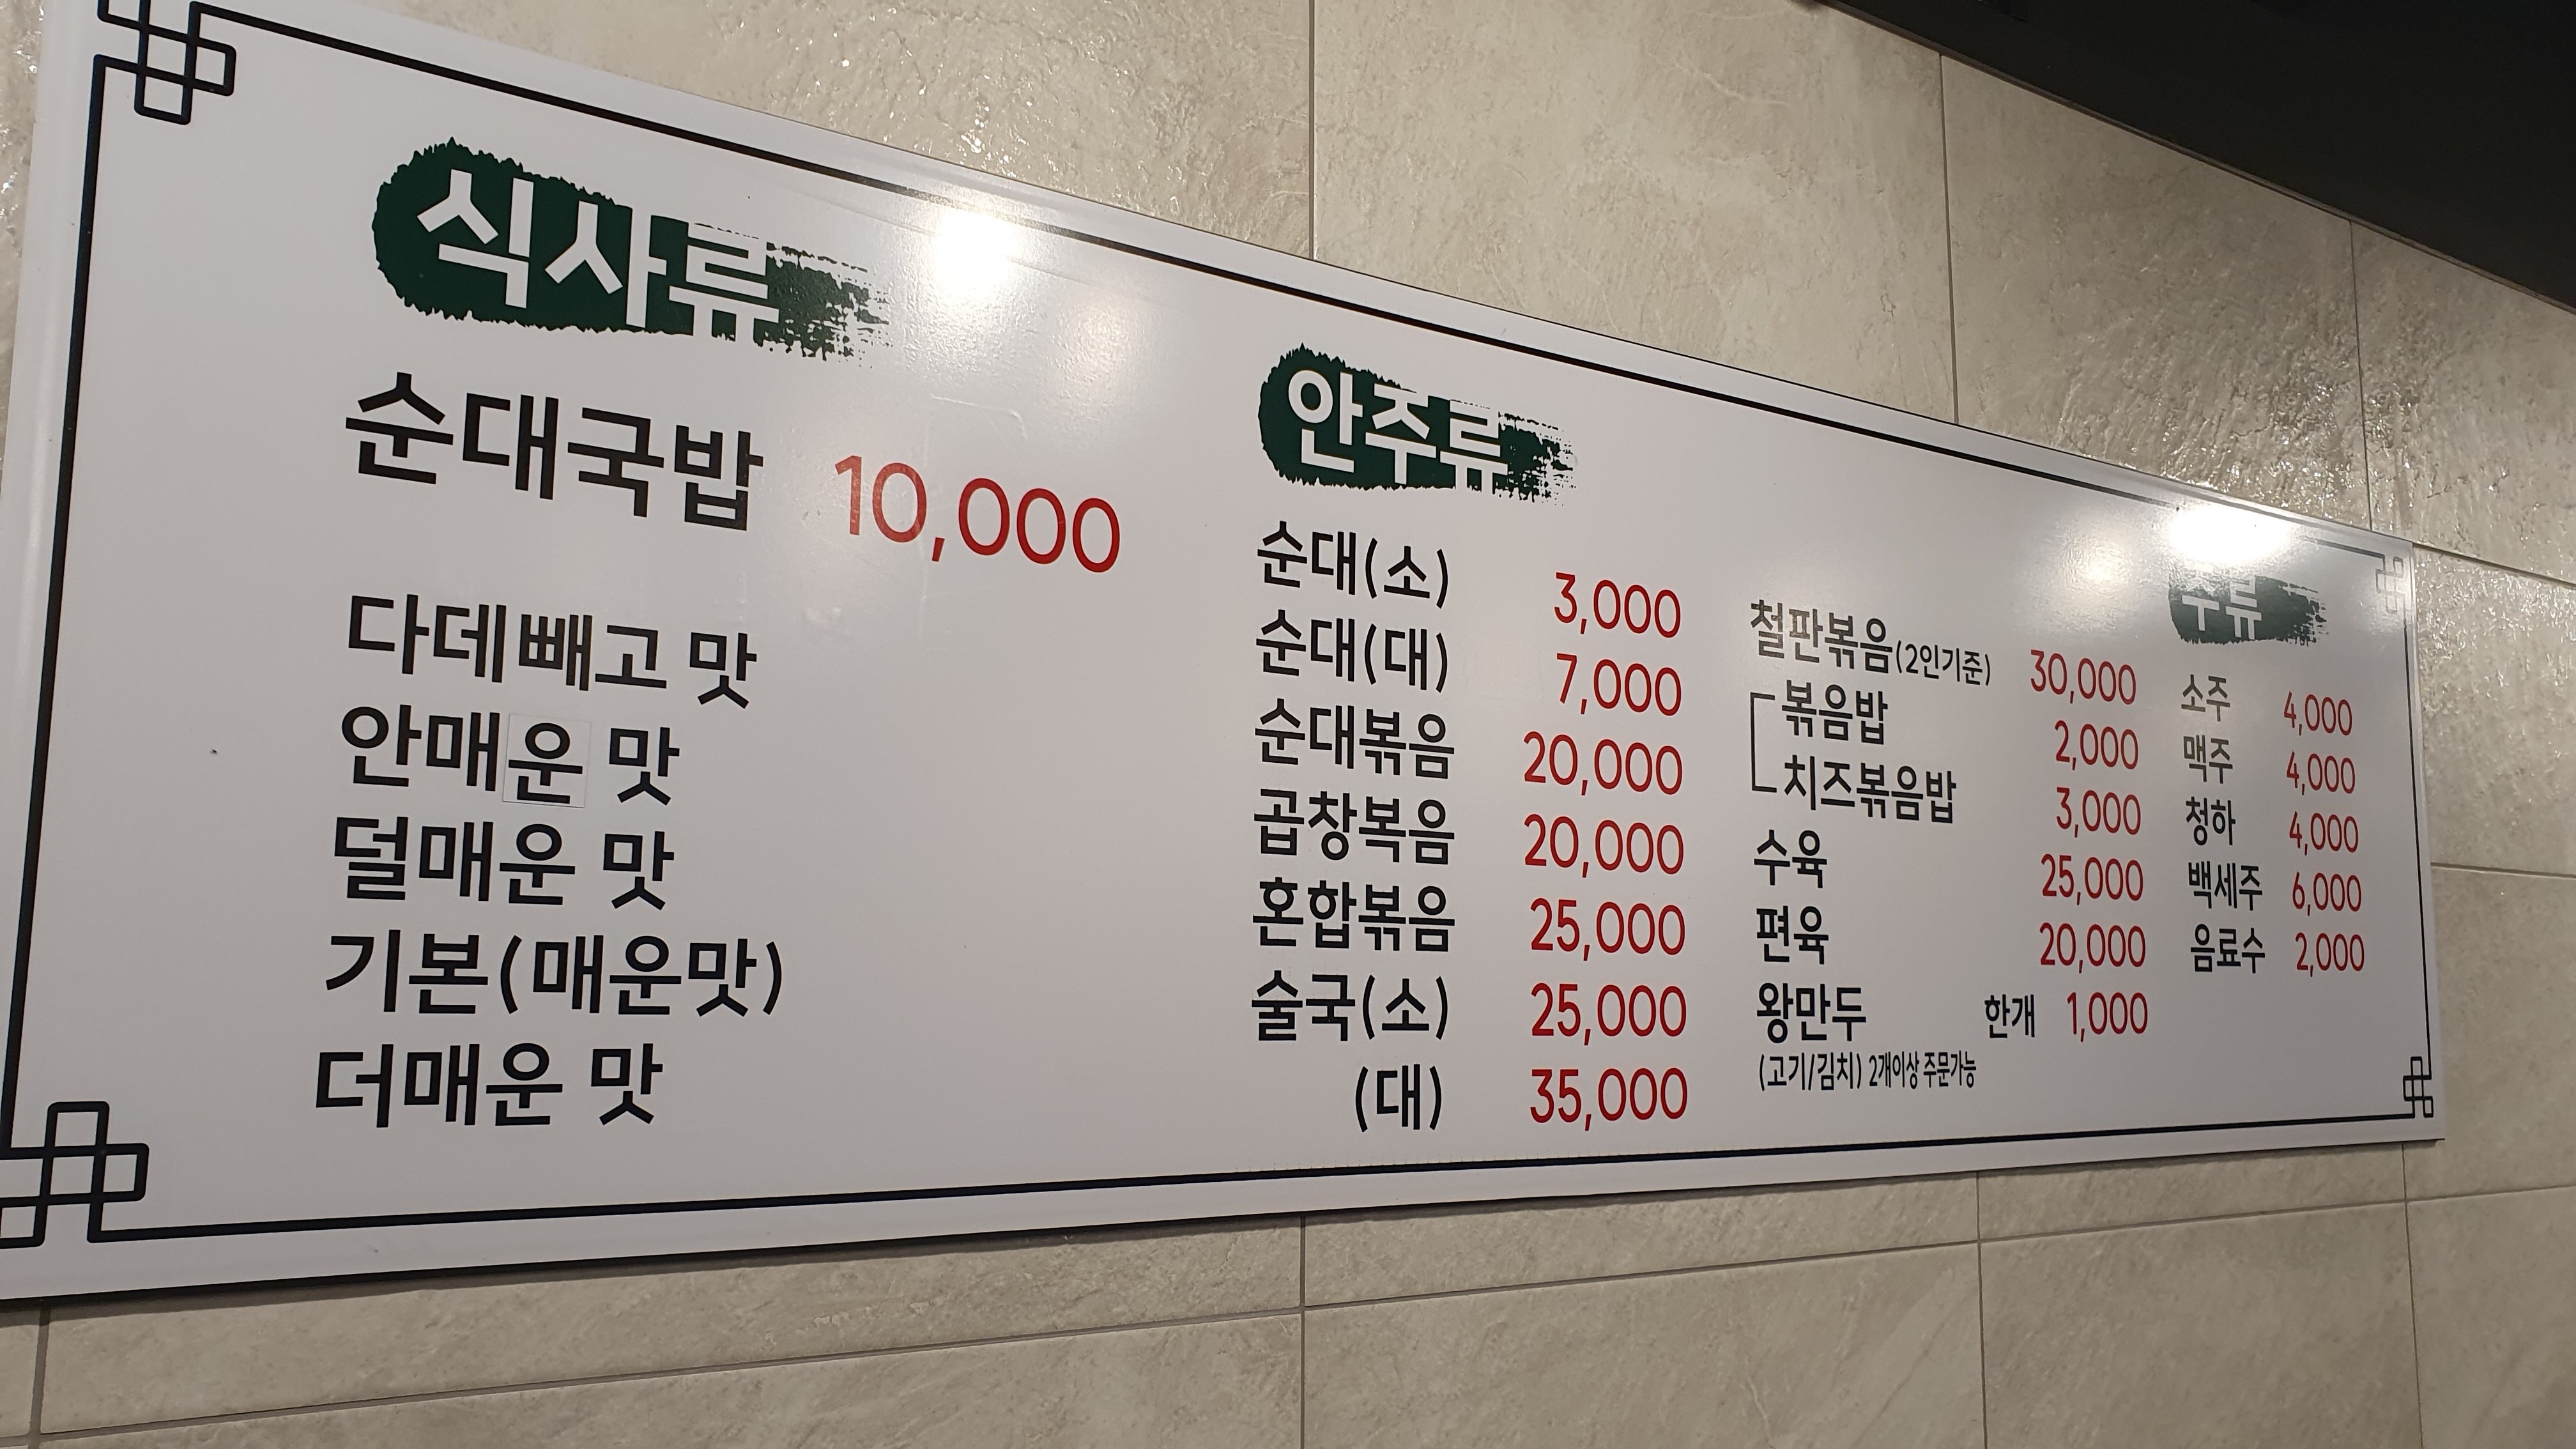 식사류
순대국밥 10,000
다데빼고 맛
안매운 맛
덜매운 맛
기본(매운맛)
더매운 맛
안주류
순대(소) 3,000
순대(대) 7,000
순대볶음 20,000
곱창볶음 20,000
혼합볶음 25,000
술국(소) 25,000
(대) 35,000
철판볶음(2인기준) 30,000
볶음밥 2,000
치즈볶음밥 3,000
수육 25,000
편육 20,000
왕만두 한개 1,000
(고기/김치) 2개이상 주문가능
주류
소주 4,000
맥주 4,000
청하 4,000
백세주 6,000
음료수 2,000